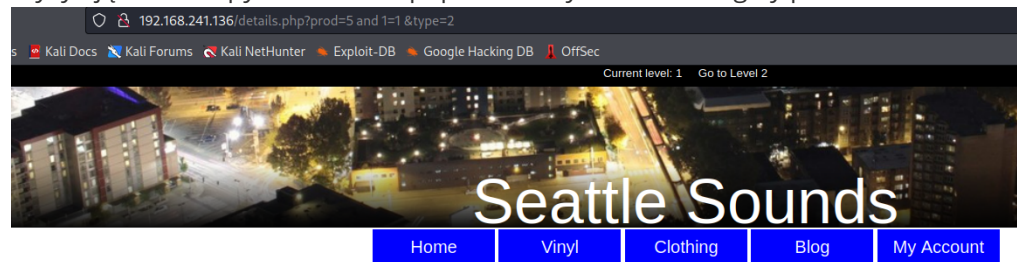 192.168.241.136/details.php?prod=5 and 1=1 &type=2
Kali Docs Kali Forums Kali NetHunter Exploit-DB Google Hacking DB OffSec
Current level: 1 Go to Level 2
Seattle Sounds
Home Vinyl Clothing Blog My Account